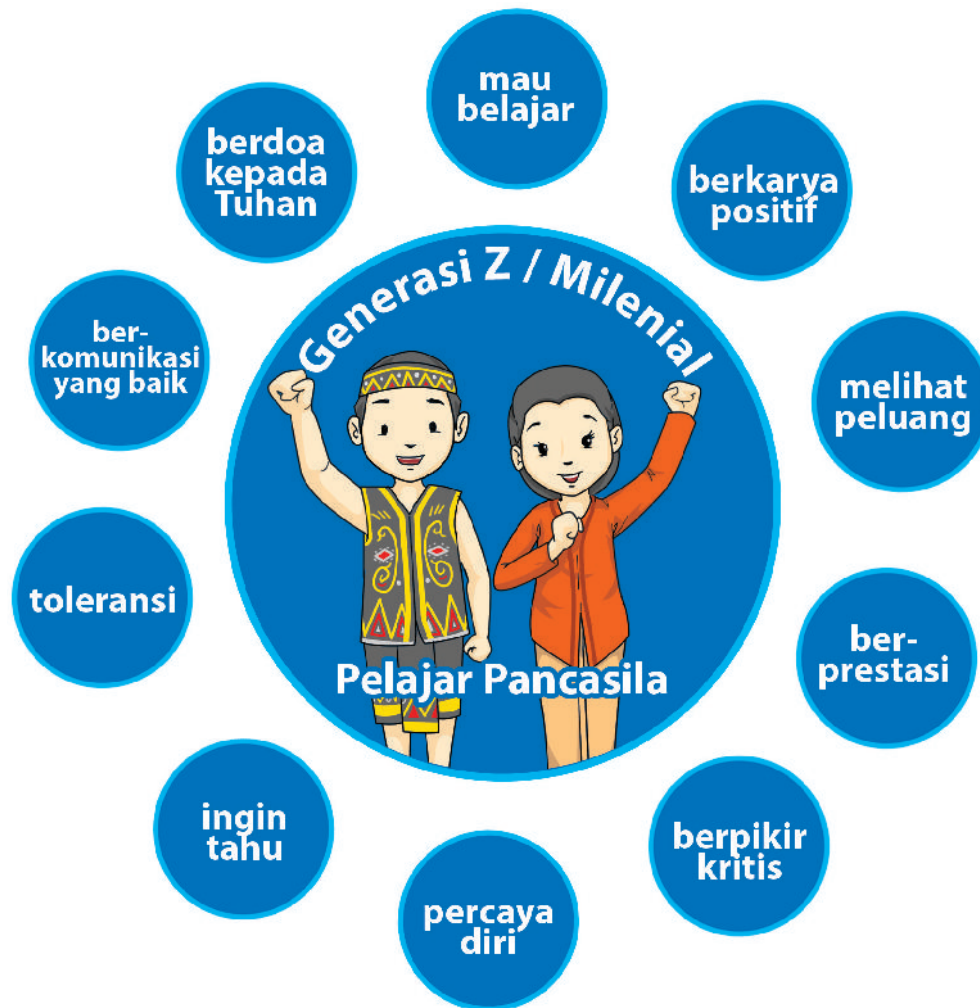 mau
belajar
berkarya
positif
melihat
peluang
ber-
prestasi
berpikir
kritis
percaya
diri
ingin
tahu
toleransi
ber-
komunikasi
yang baik
berdoa
kepada
Tuhan
Generasi Z / Milenial
Pelajar Pancasila